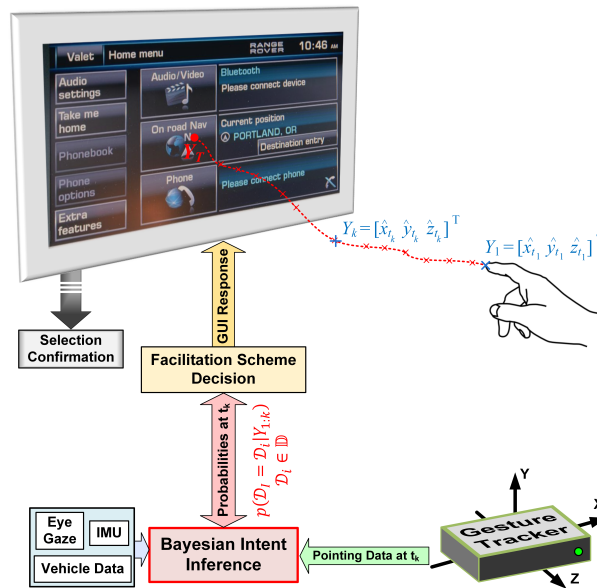 Valet
Home menu
RANGE
ROVER
10:46 AM
Audio
settings
Audio/Video
Bluetooth
Please connect device
Take me
home
On road Nav
N
Current position
PORTLAND, OR
Destination entry
Phonebook
Phone
options
Phone
Please connect phone
Extra
features
Y_T
Y_k = [x̂_{t_k} ŷ_{t_k} ẑ_{t_k}]^T
Y_1 = [x̂_{t_1} ŷ_{t_1} ẑ_{t_1}]^T
Selection
Confirmation
GUI Response
Facilitation Scheme
Decision
Probabilities at t_k
p(𝒟_I = 𝒟_i|Y_{1:k})
𝒟_i ∈ 𝔻
Eye
Gaze
IMU
Vehicle Data
Bayesian Intent
Inference
Pointing Data at t_k
Gesture
Tracker
Y
X
Z